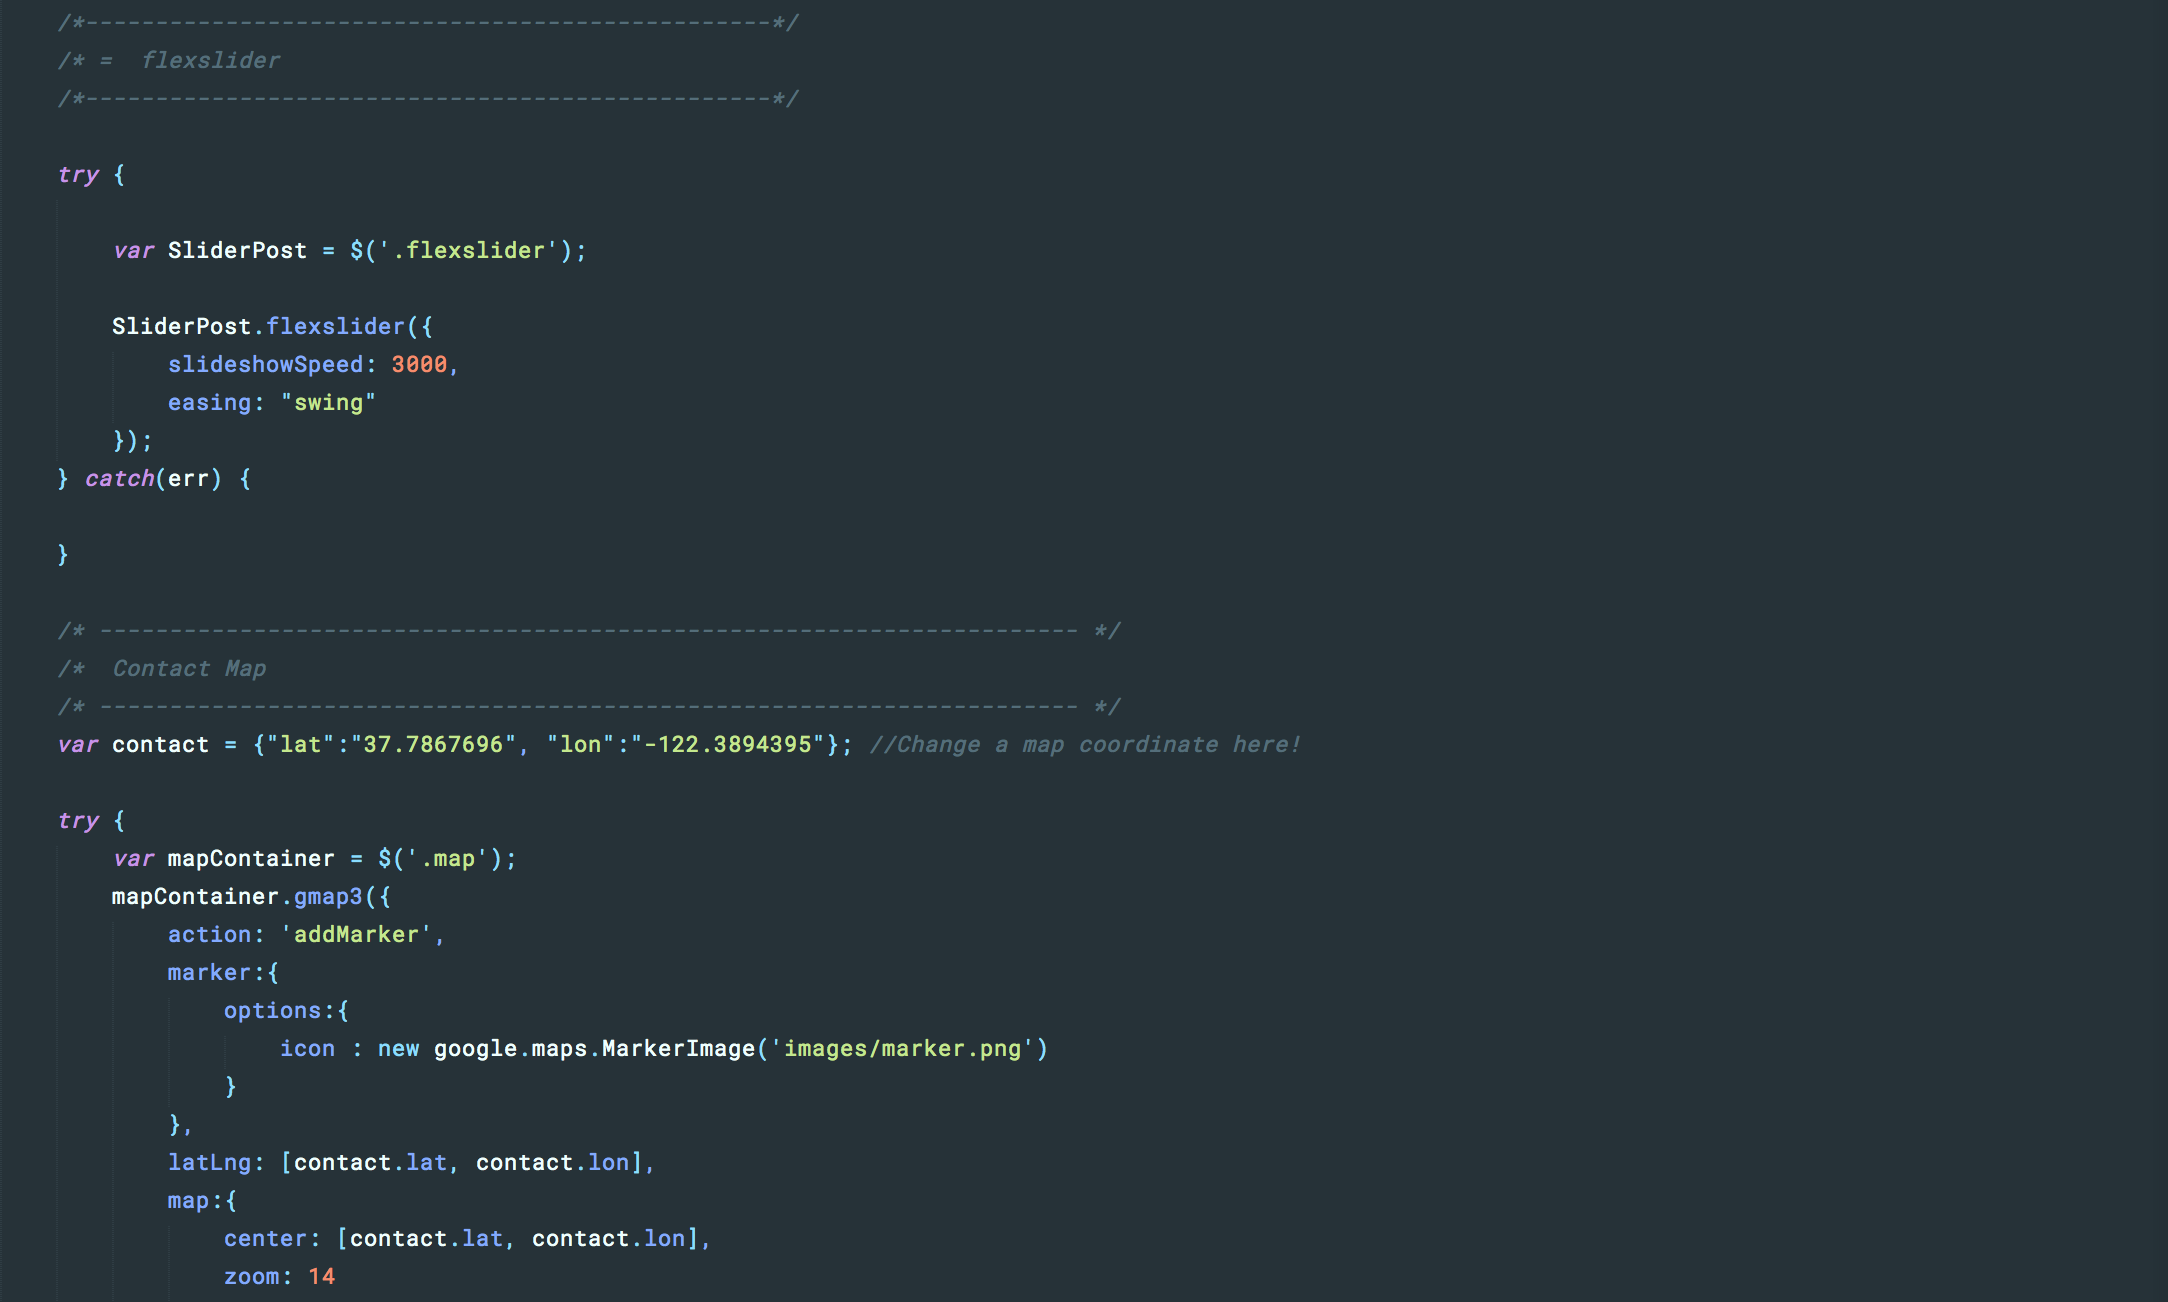 /*-------------------------------------------------*/
/* =  flexslider
/*-------------------------------------------------*/
try {
var SliderPost = $('.flexslider');
SliderPost.flexslider({
slideshowSpeed: 3000,
easing: "swing"
});
} catch(err) {
}
/* ---------------------------------------------------------------------- */
/*  Contact Map
/* ---------------------------------------------------------------------- */
var contact = {"lat":"37.7867696", "lon":"-122.3894395"}; //Change a map coordinate here!
try {
var mapContainer = $('.map');
mapContainer.gmap3({
action: 'addMarker',
marker:{
options:{
icon : new google.maps.MarkerImage('images/marker.png')
}
},
latLng: [contact.lat, contact.lon],
map:{
center: [contact.lat, contact.lon],
zoom: 14